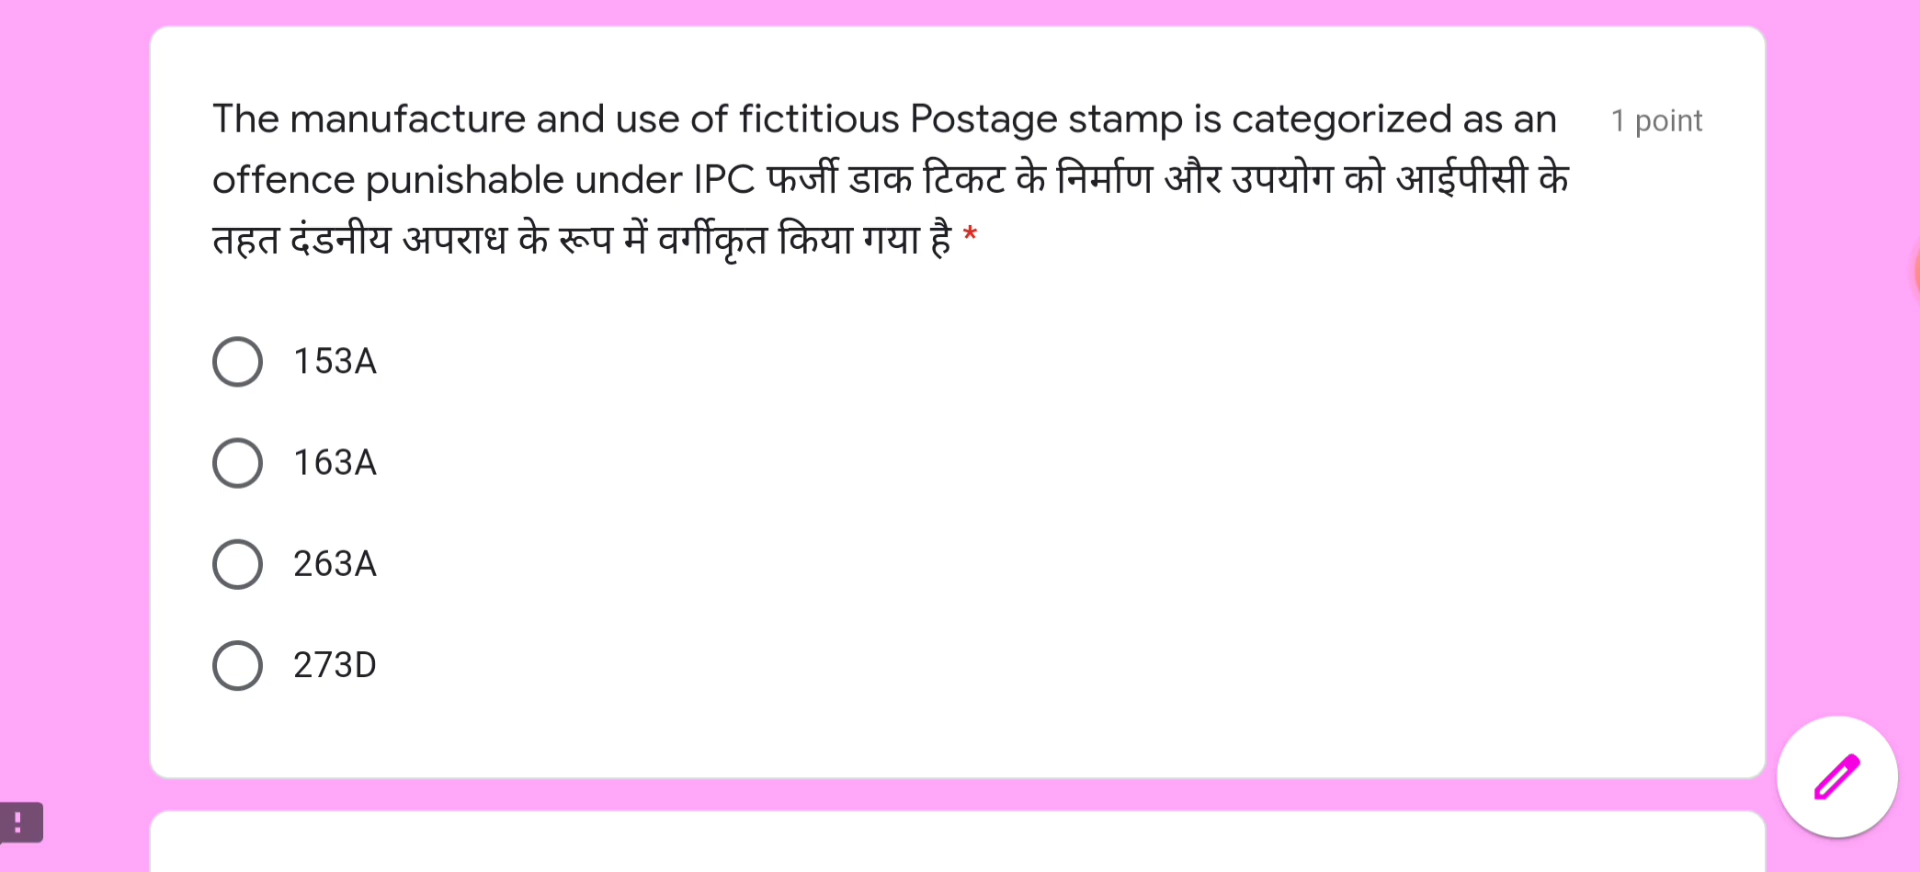 The manufacture and use of fictitious Postage stamp is categorized as an 1 point
offence punishable under IPC फर्जी डाक टिकट के निर्माण और उपयोग को आईपीसी के
तहत दंडनीय अपराध के रूप में वर्गीकृत किया गया है *
153A
163A
263A
273D